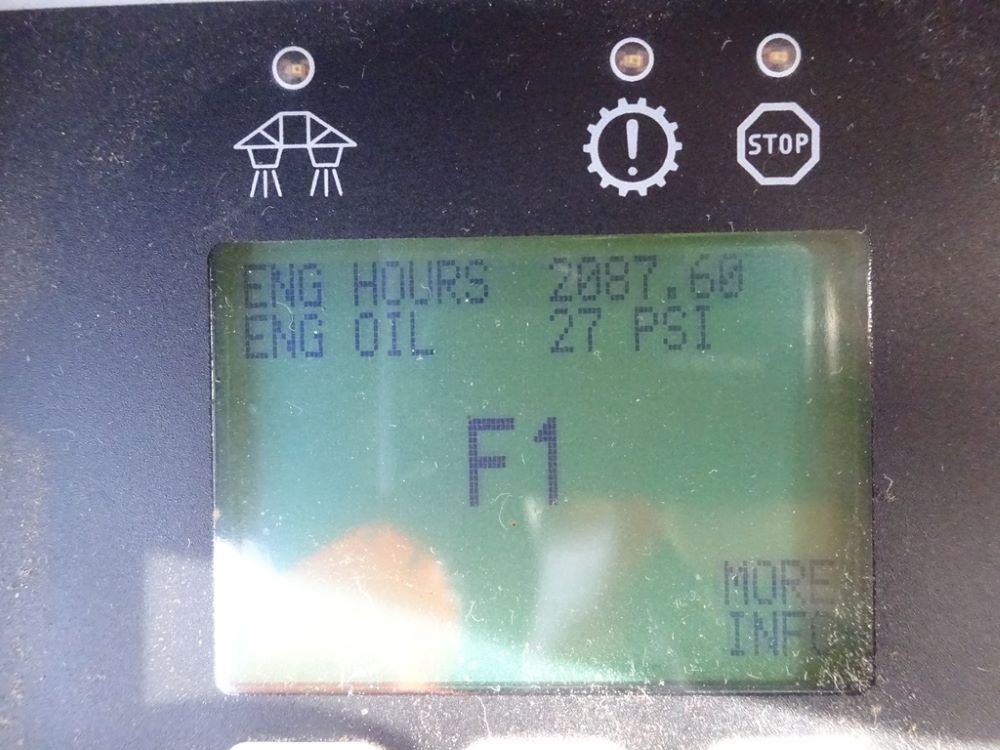 STOP
ENG HOURS 2087.60
ENG OIL 27 PSI
F1
MORE
INFO